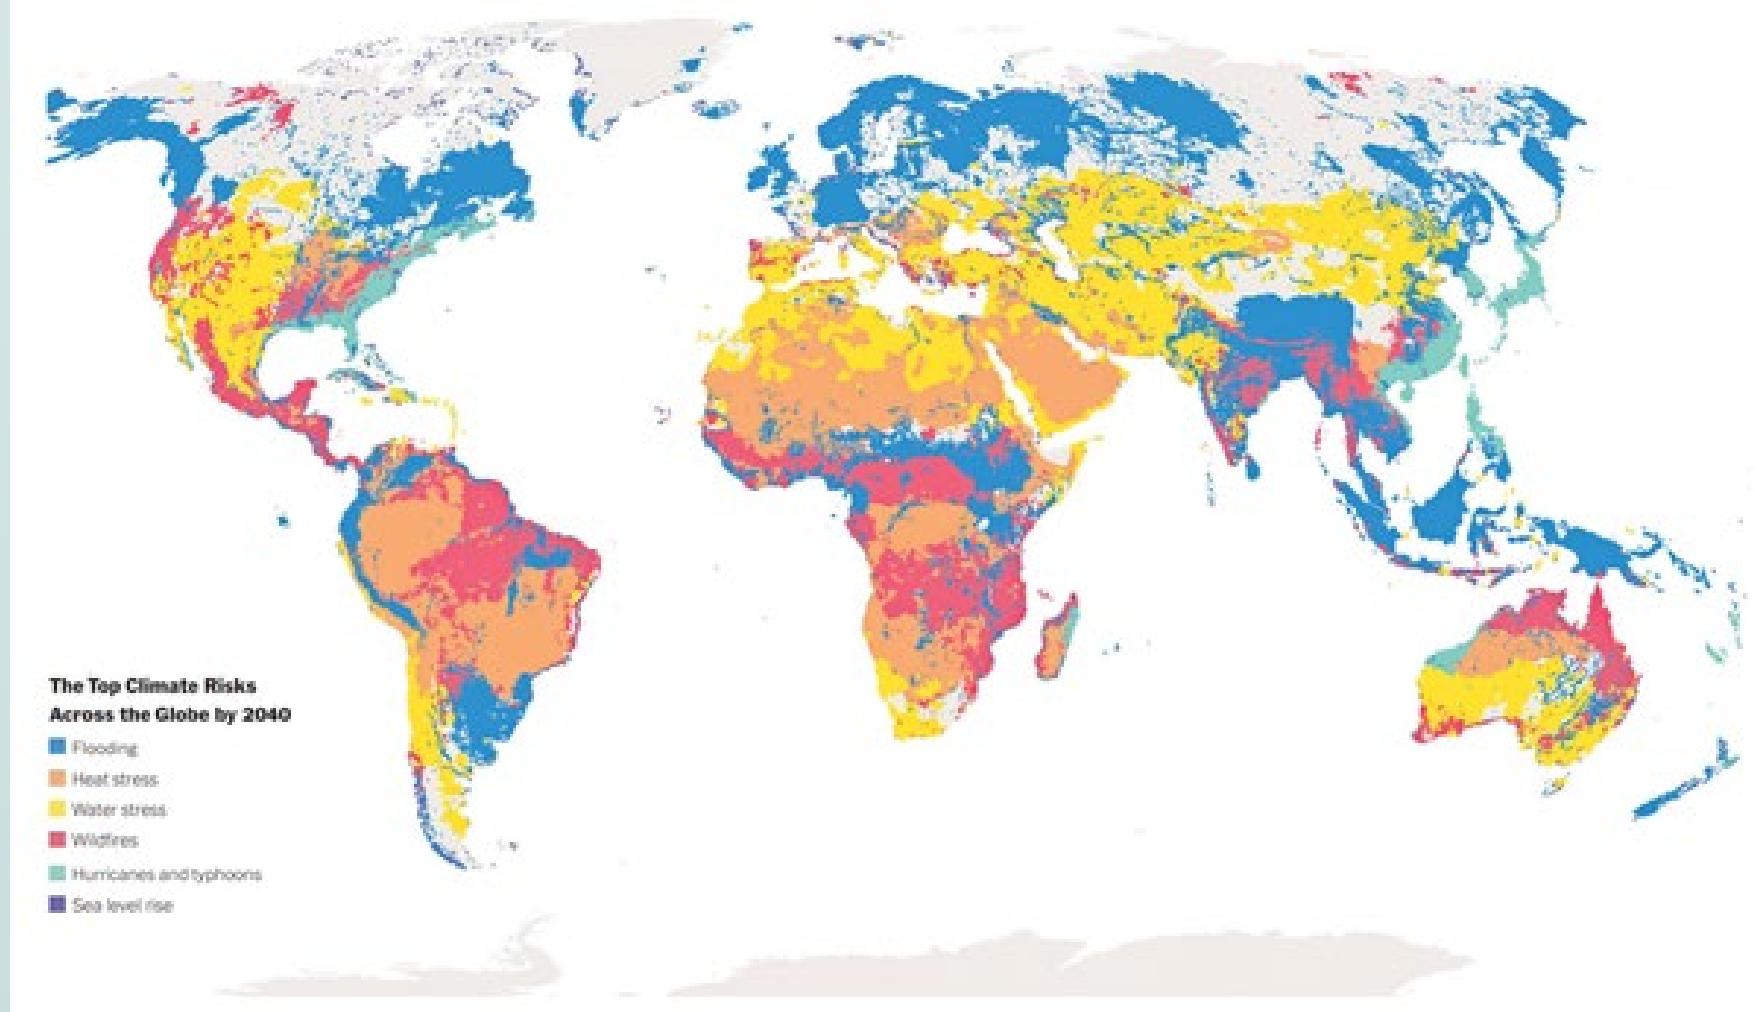 The Top Climate Risks
Across the Globe by 2040
Flooding
Heat stress
Water stress
Wildfires
Hurricanes and typhoons
Sea level rise